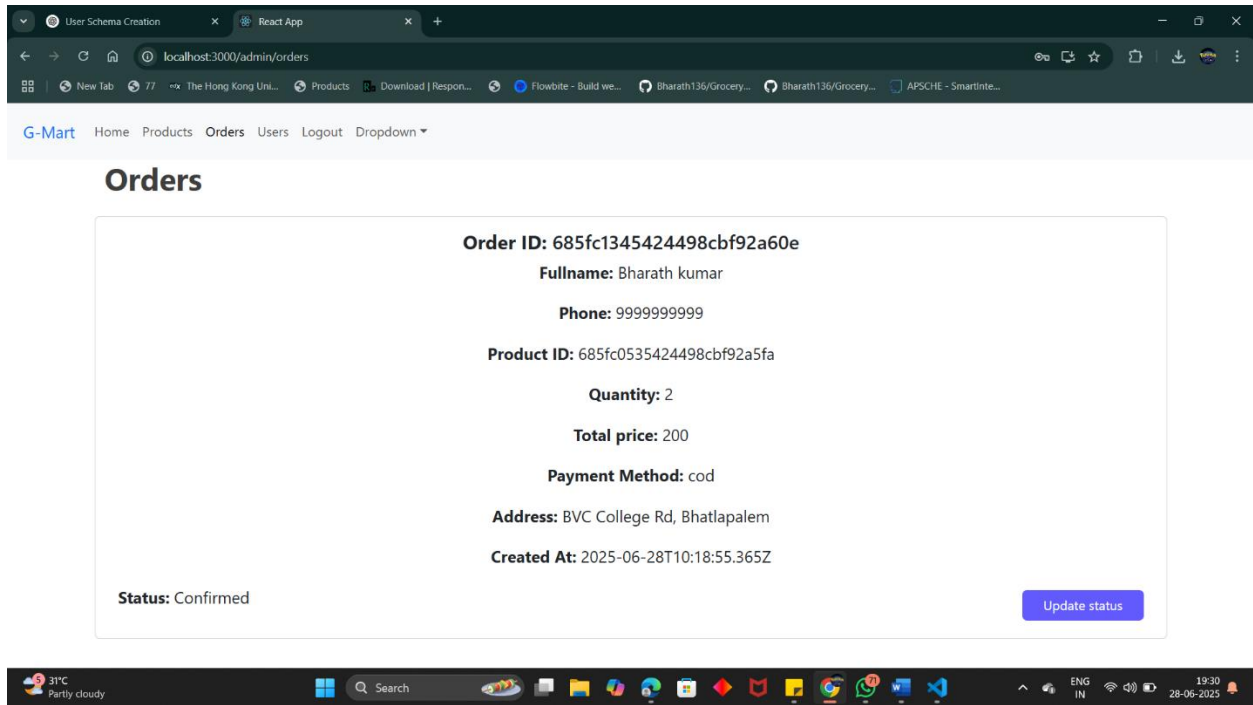 User Schema Creation
React App
localhost:3000/admin/orders
New Tab
77
The Hong Kong Uni...
Products
Download | Respon...
Flowbite - Build we...
Bharath136/Grocery...
Bharath136/Grocery...
APSCHE - SmartInte...
G-Mart Home Products Orders Users Logout Dropdown
Orders
Order ID: 685fc1345424498cbf92a60e
Fullname: Bharath kumar
Phone: 9999999999
Product ID: 685fc0535424498cbf92a5fa
Quantity: 2
Total price: 200
Payment Method: cod
Address: BVC College Rd, Bhatlapalem
Created At: 2025-06-28T10:18:55.365Z
Status: Confirmed
Update status
5
31°C
Partly cloudy
Search
71
ENG
IN
19:30
28-06-2025